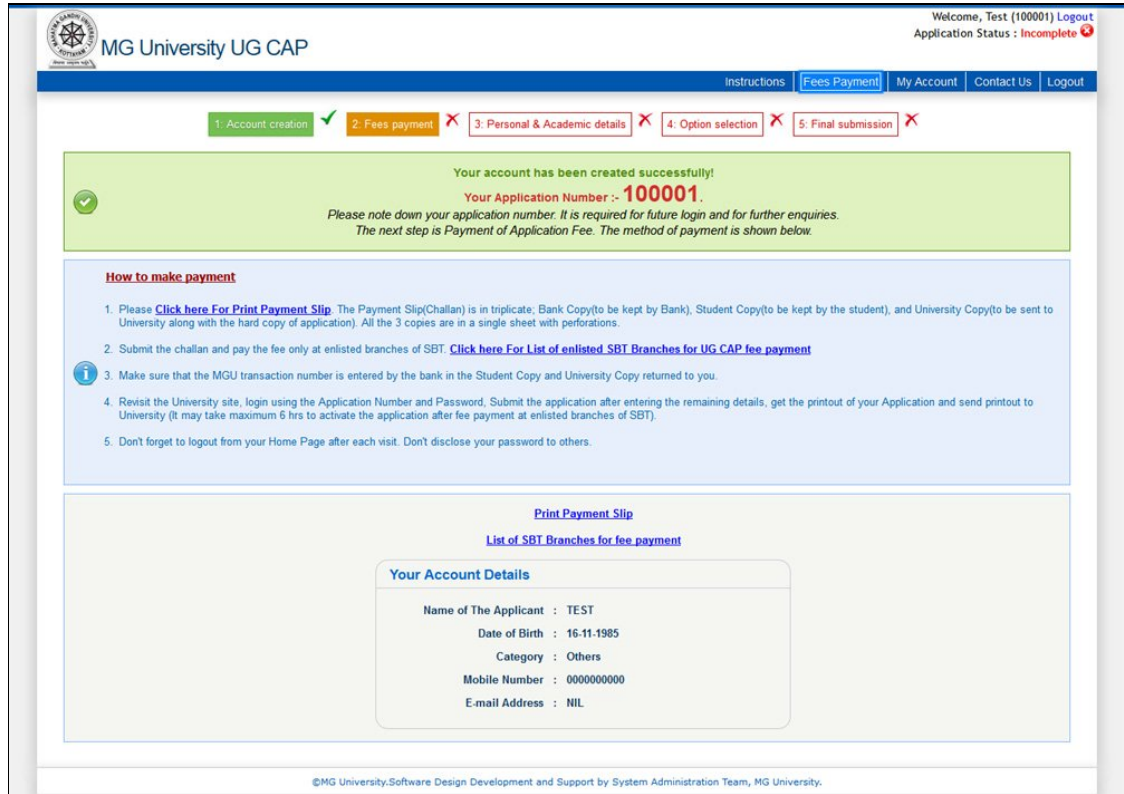 Welcome, Test (100001) Logout
Application Status : Incomplete
MAHATMA GANDHI UNIVERSITY
KOTTAYAM
MG University UG CAP
Instructions Fees Payment My Account Contact Us Logout
1: Account creation 2: Fees payment 3: Personal & Academic details 4: Option selection 5: Final submission
Your account has been created successfully!
Your Application Number :- 100001.
Please note down your application number. It is required for future login and for further enquiries.
The next step is Payment of Application Fee. The method of payment is shown below.
How to make payment
1. Please Click here For Print Payment Slip. The Payment Slip(Challan) is in triplicate; Bank Copy(to be kept by Bank), Student Copy(to be kept by the student), and University Copy(to be sent to
University along with the hard copy of application). All the 3 copies are in a single sheet with perforations.
2. Submit the challan and pay the fee only at enlisted branches of SBT. Click here For List of enlisted SBT Branches for UG CAP fee payment
3. Make sure that the MGU transaction number is entered by the bank in the Student Copy and University Copy returned to you.
4. Revisit the University site, login using the Application Number and Password, Submit the application after entering the remaining details, get the printout of your Application and send printout to
University (It may take maximum 6 hrs to activate the application after fee payment at enlisted branches of SBT).
5. Don't forget to logout from your Home Page after each visit. Don't disclose your password to others.
Print Payment Slip
List of SBT Branches for fee payment
Your Account Details
Name of The Applicant : TEST
Date of Birth : 16-11-1985
Category : Others
Mobile Number : 0000000000
E-mail Address : NIL
©MG University.Software Design Development and Support by System Administration Team, MG University.